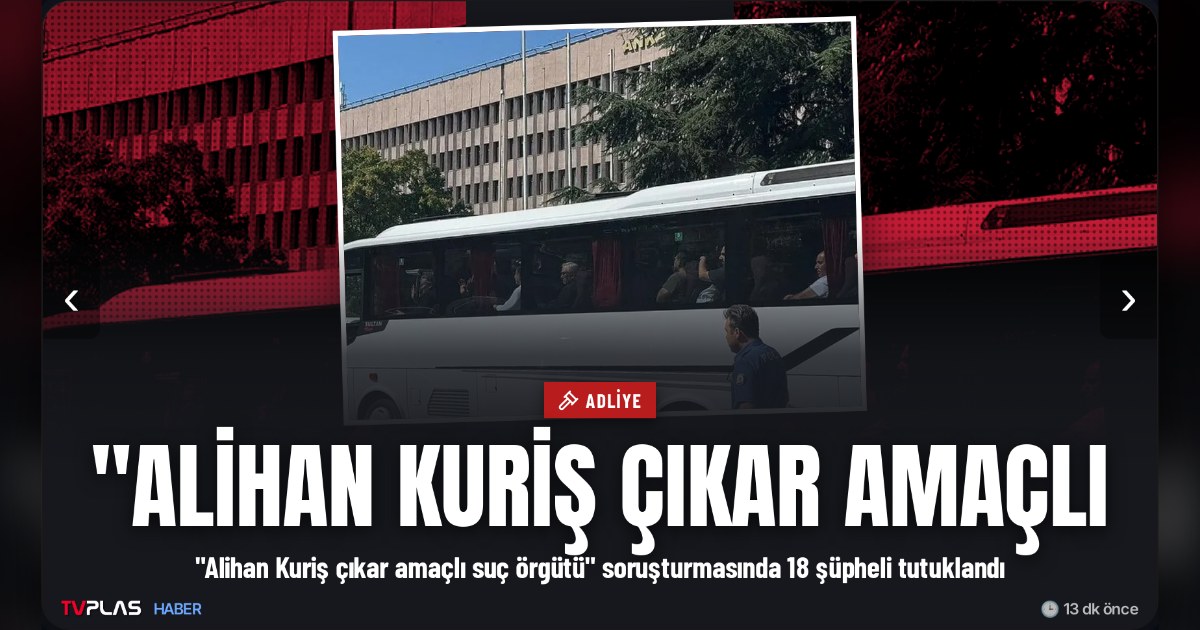 ADLİYE
"ALİHAN KURİŞ ÇIKAR AMAÇLI
"Alihan Kuriş çıkar amaçlı suç örgütü" soruşturmasında 18 şüpheli tutuklandı
TVPLAS HABER
13 dk önce